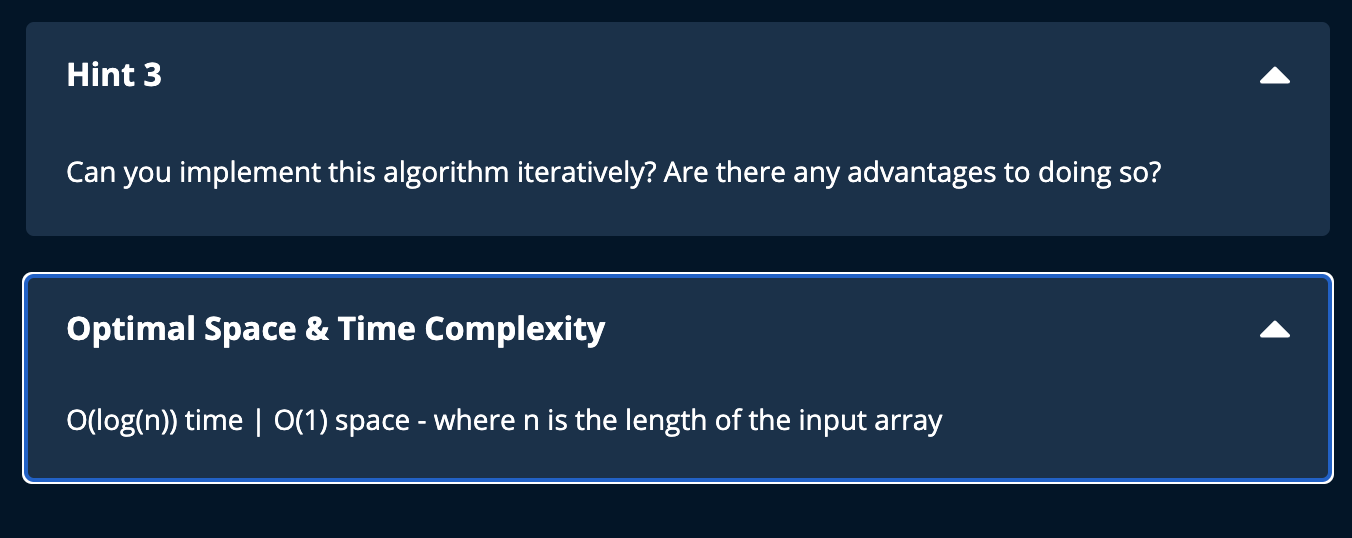 Hint 3
Can you implement this algorithm iteratively? Are there any advantages to doing so?
Optimal Space & Time Complexity
O(log(n)) time | O(1) space - where n is the length of the input array